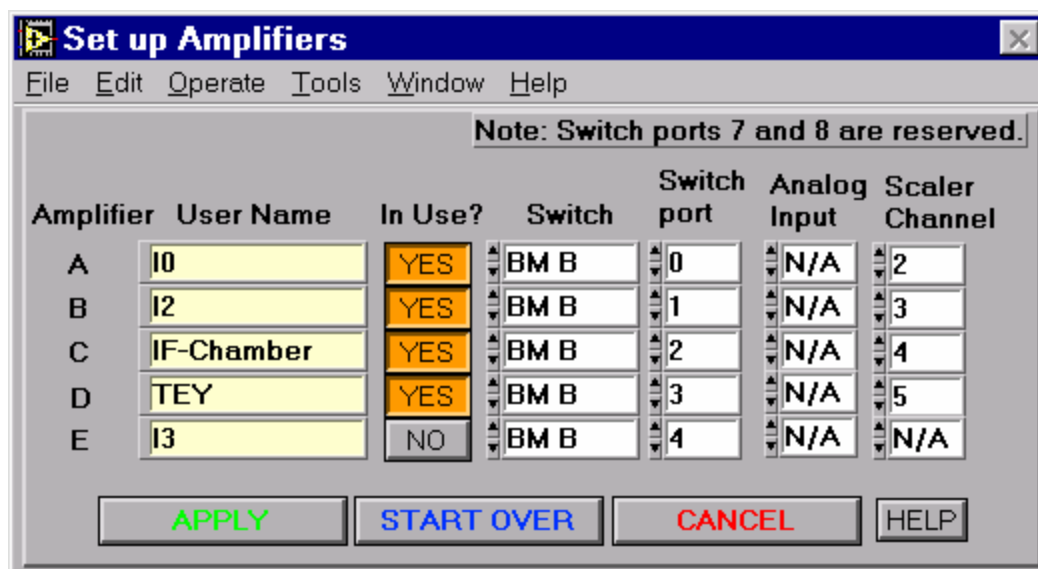 Set up Amplifiers
File Edit Operate Tools Window Help
Note: Switch ports 7 and 8 are reserved.
Amplifier User Name In Use? Switch Switch port Analog Input Scaler Channel
A I0 YES BM B 0 N/A 2
B I2 YES BM B 1 N/A 3
C IF-Chamber YES BM B 2 N/A 4
D TEY YES BM B 3 N/A 5
E I3 NO BM B 4 N/A N/A
APPLY START OVER CANCEL HELP